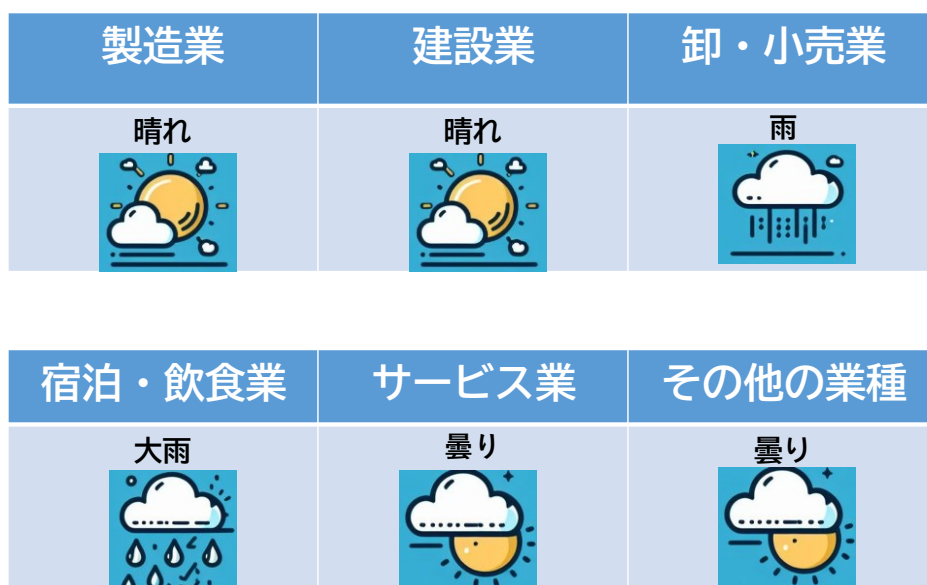 製造業 建設業 卸・小売業
晴れ 晴れ 雨
宿泊・飲食業 サービス業 その他の業種
大雨 曇り 曇り